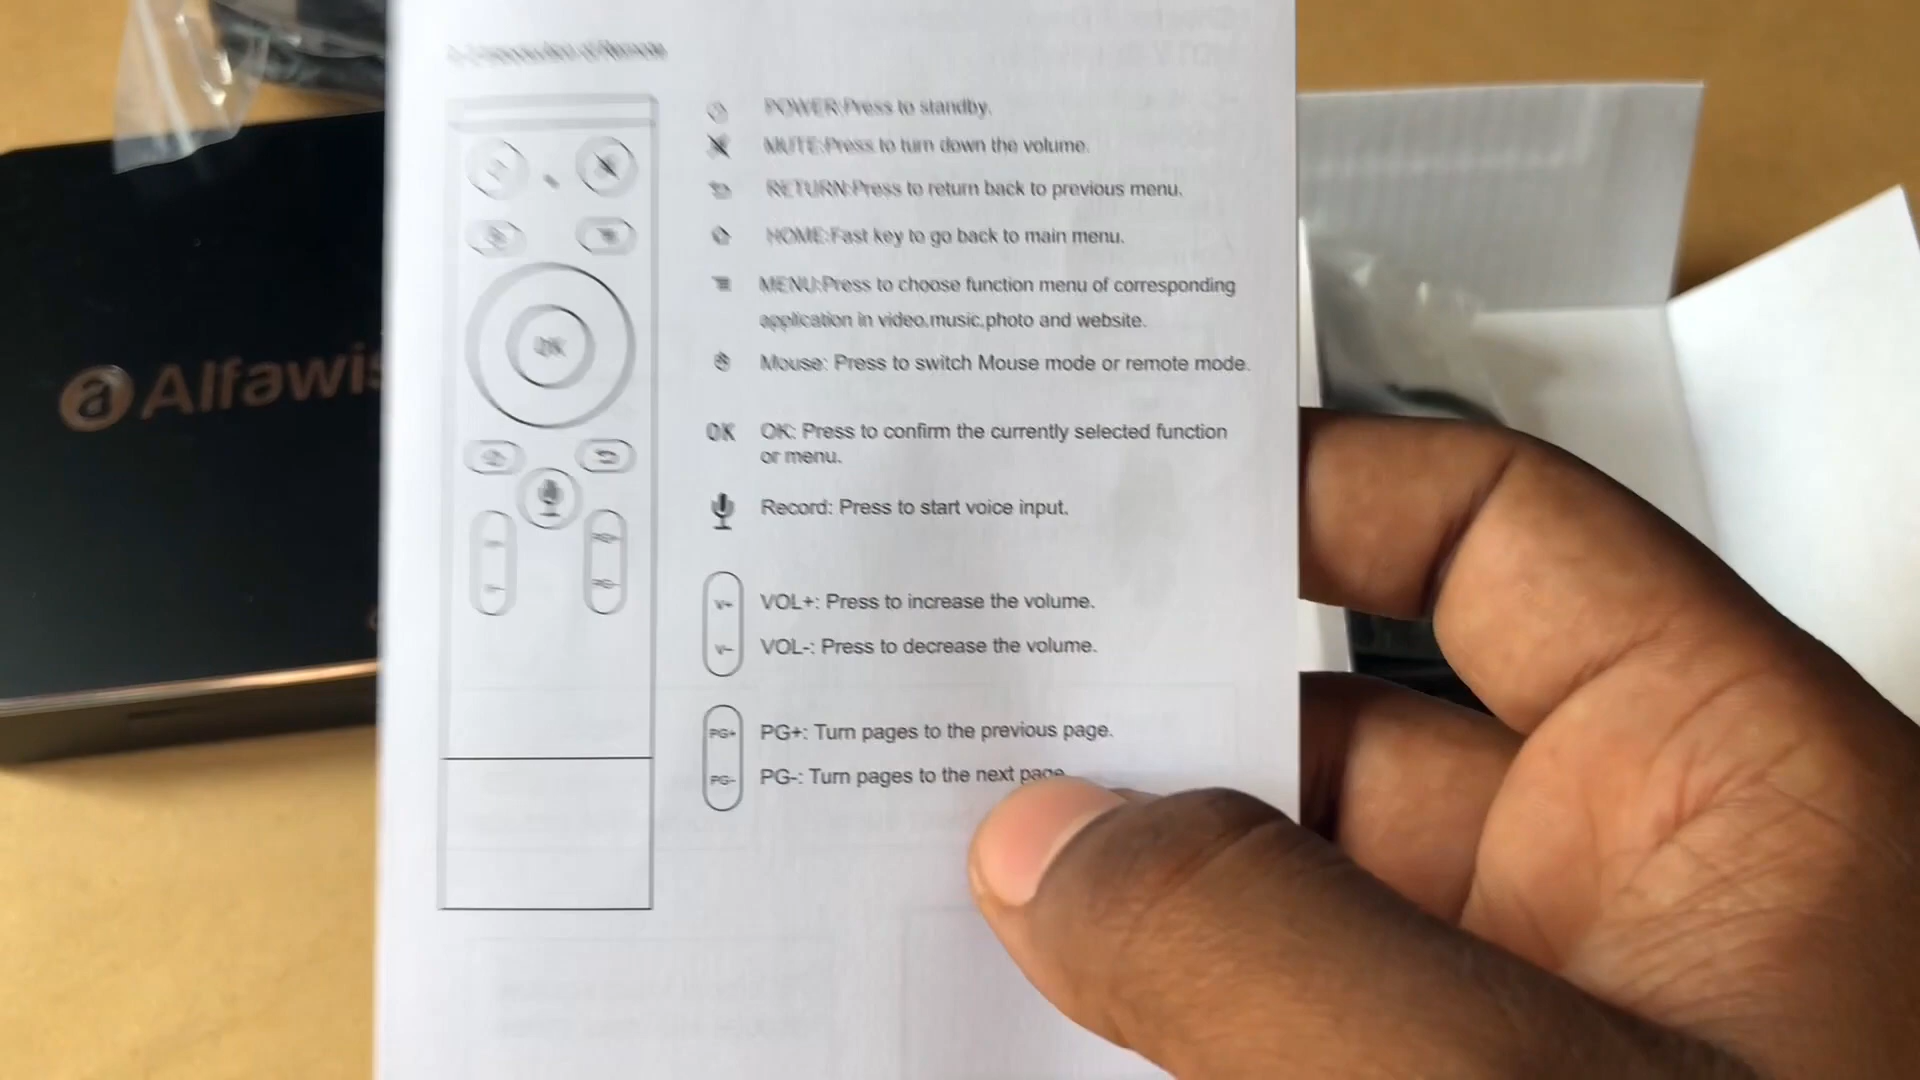 of Remote
POWER:Press to standby.
MUTE:Press to turn down the volume.
RETURN:Press to return back to previous menu.
HOME:Fast key to go back to main menu.
MENU:Press to choose function menu of corresponding
application in video,music,photo and website.
Mouse: Press to switch Mouse mode or remote mode.
OK
OK: Press to confirm the currently selected function
or menu.
Record: Press to start voice input.
V+
VOL+: Press to increase the volume.
V-
VOL-: Press to decrease the volume.
PG+
PG+: Turn pages to the previous page.
PG-
PG-: Turn pages to the next page
OK
PG+
PG-
a Alfawis